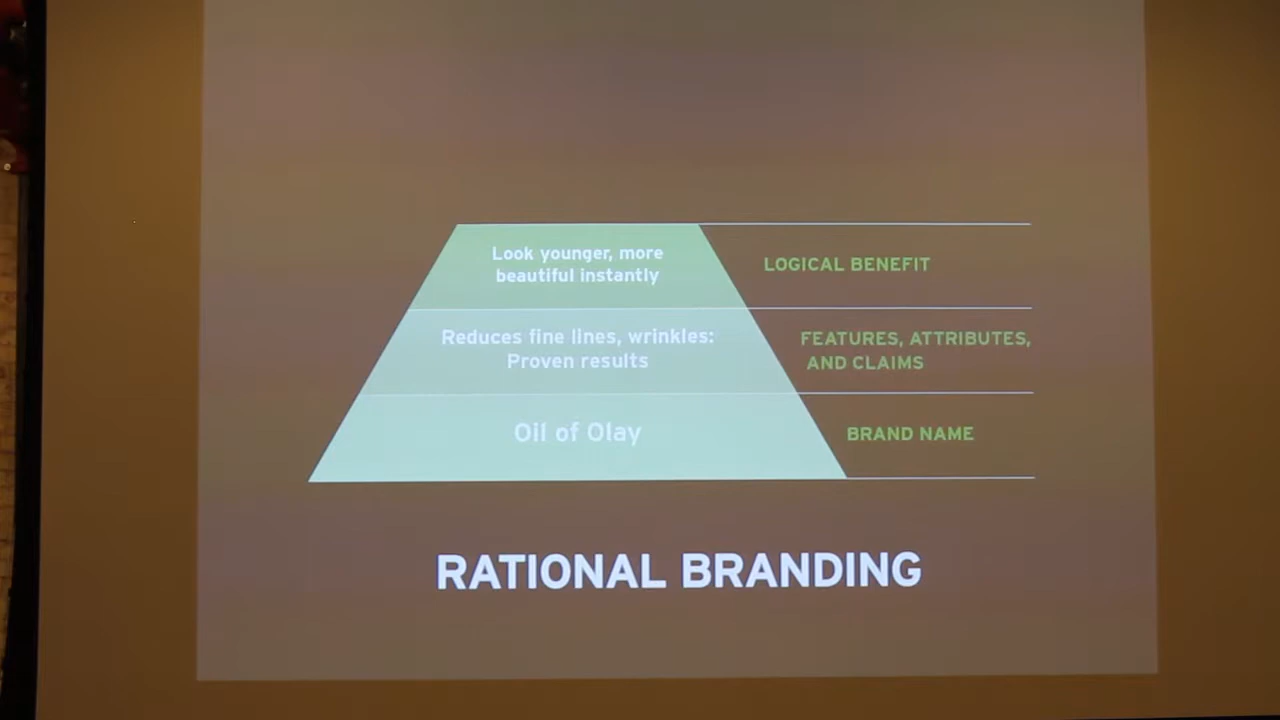 Look younger, more
beautiful instantly
LOGICAL BENEFIT
Reduces fine lines, wrinkles:
Proven results
FEATURES, ATTRIBUTES,
AND CLAIMS
Oil of Olay
BRAND NAME
RATIONAL BRANDING